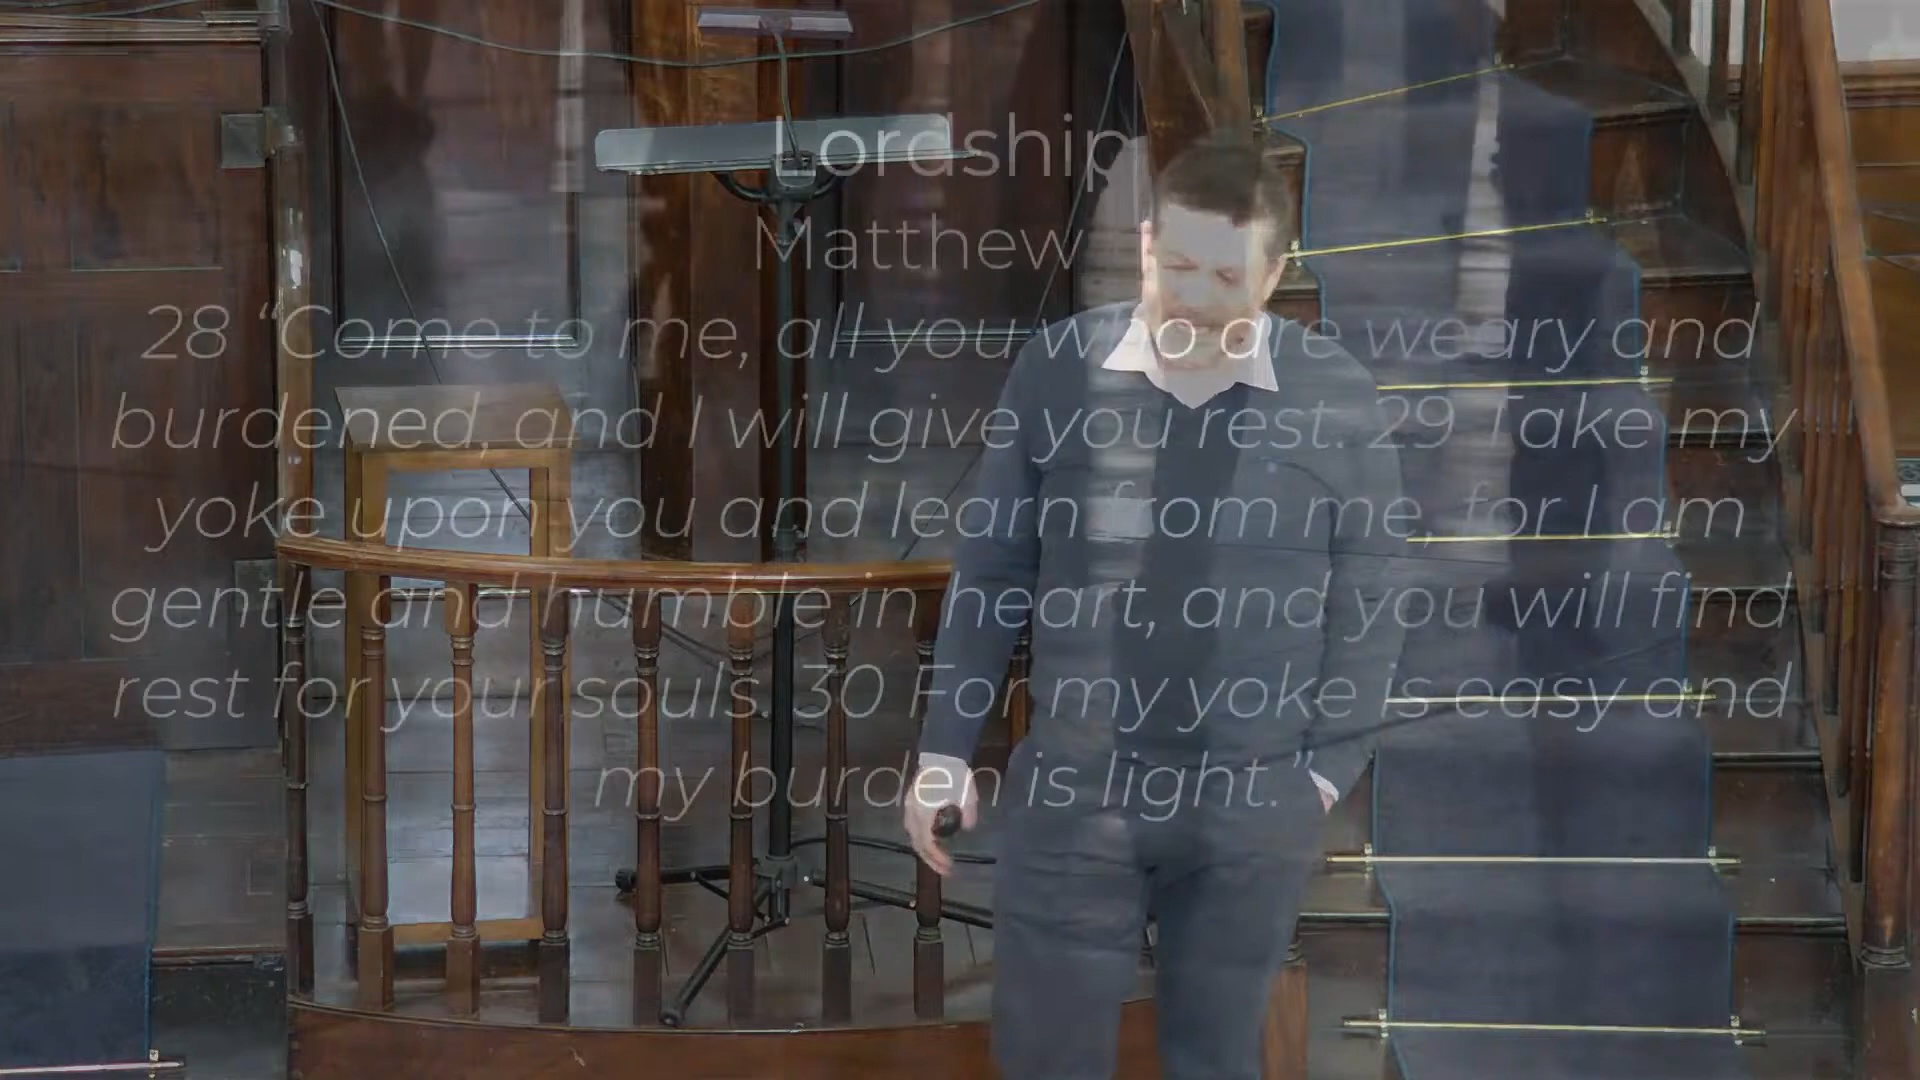 Lordship
Matthew
28 “Come to me, all you who are weary and
burdened, and I will give you rest. 29 Take my
yoke upon you and learn from me, for I am
gentle and humble in heart, and you will find
rest for your souls. 30 For my yoke is easy and
my burden is light.”